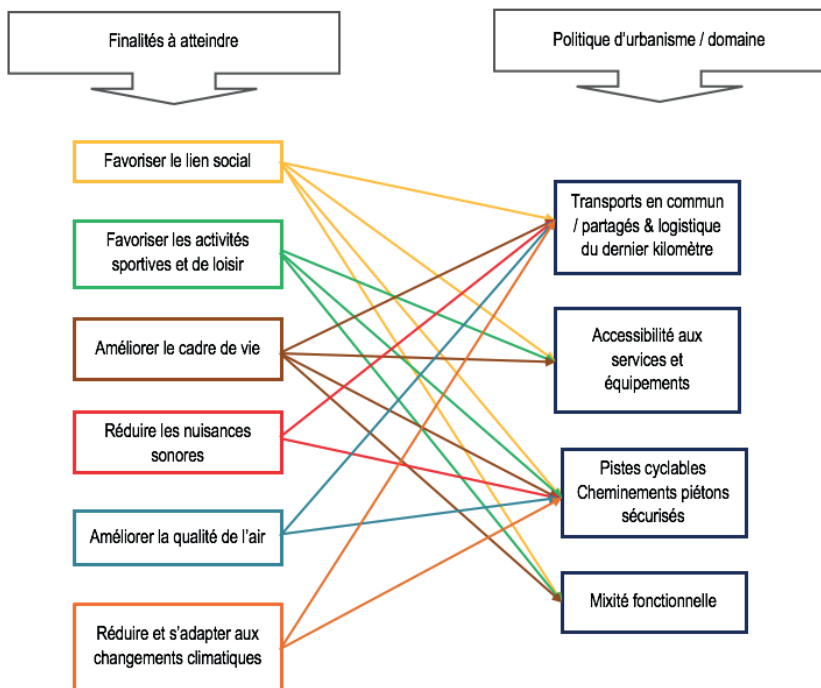 Finalités à atteindre
Politique d'urbanisme / domaine
Favoriser le lien social
Favoriser les activités
sportives et de loisir
Améliorer le cadre de vie
Réduire les nuisances
sonores
Améliorer la qualité de l'air
Réduire et s'adapter aux
changements climatiques
Transports en commun
/ partagés & logistique
du dernier kilomètre
Accessibilité aux
services et
équipements
Pistes cyclables
Cheminements piétons
sécurisés
Mixité fonctionnelle